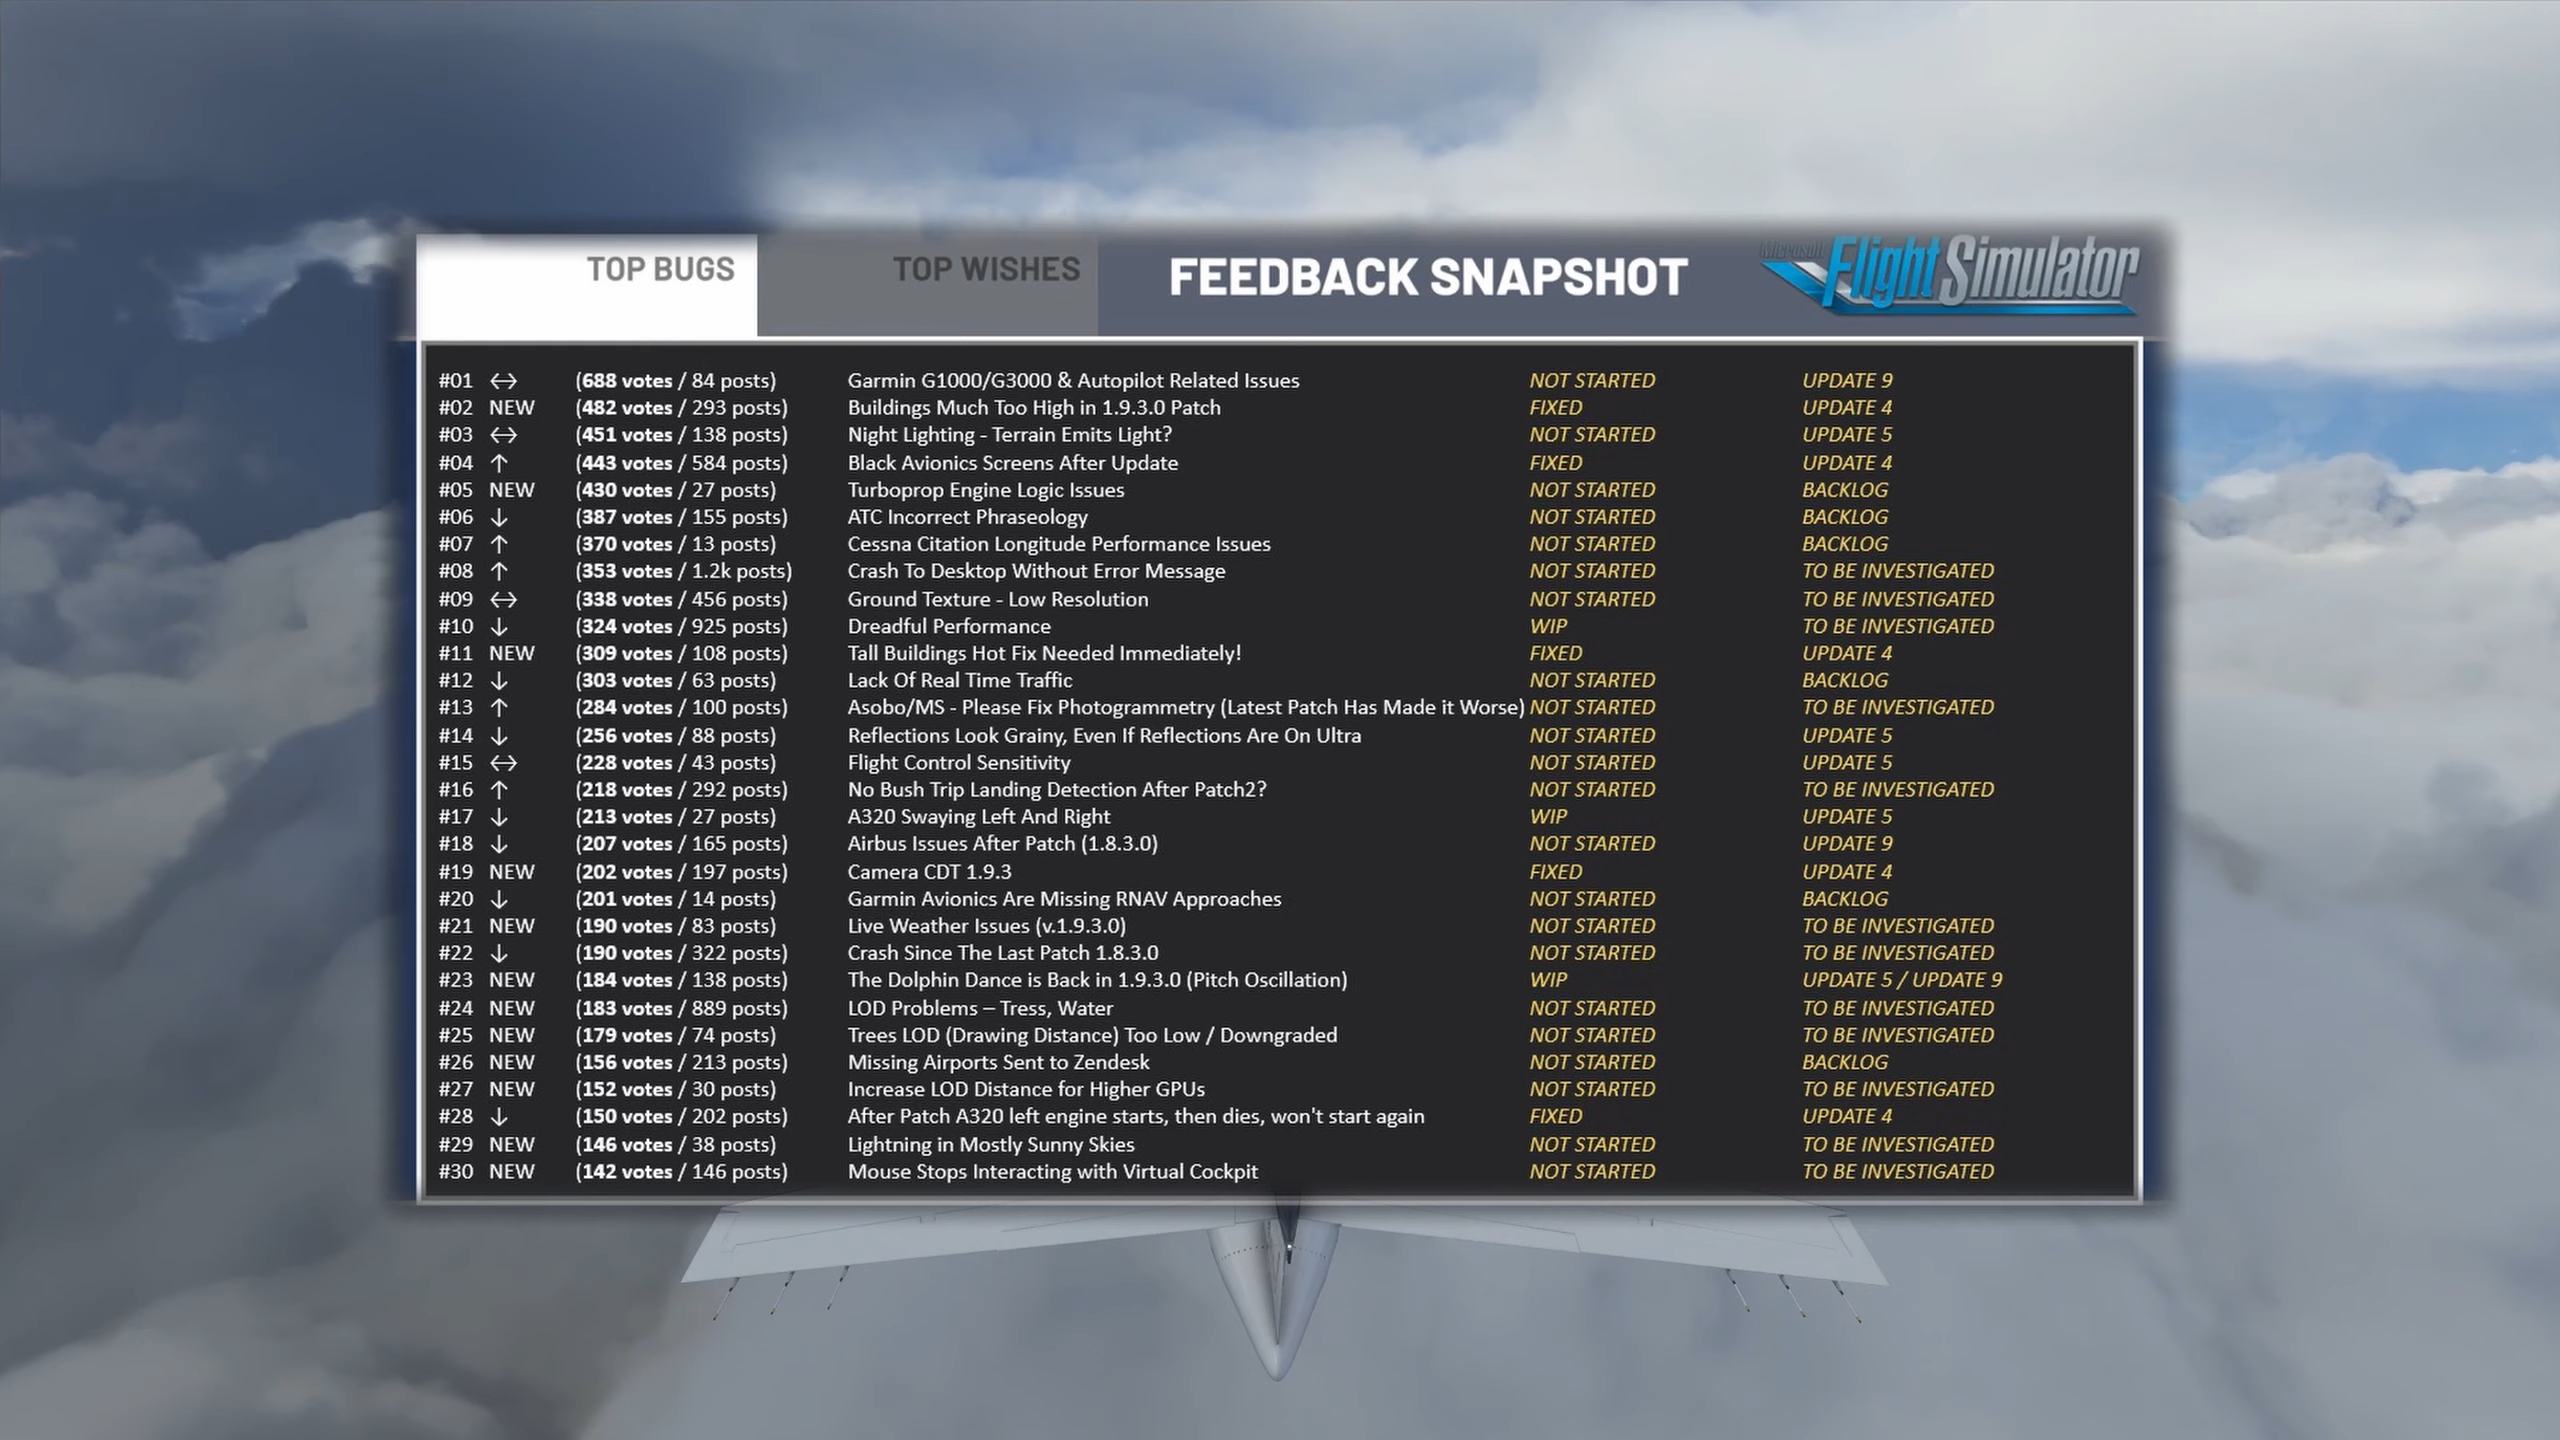 TOP BUGS TOP WISHES FEEDBACK SNAPSHOT Microsoft Flight Simulator
#01 ↔ (688 votes / 84 posts) Garmin G1000/G3000 & Autopilot Related Issues NOT STARTED UPDATE 9
#02 NEW (482 votes / 293 posts) Buildings Much Too High in 1.9.3.0 Patch FIXED UPDATE 4
#03 ↔ (451 votes / 138 posts) Night Lighting - Terrain Emits Light? NOT STARTED UPDATE 5
#04 ↑ (443 votes / 584 posts) Black Avionics Screens After Update FIXED UPDATE 4
#05 NEW (430 votes / 27 posts) Turboprop Engine Logic Issues NOT STARTED BACKLOG
#06 ↓ (387 votes / 155 posts) ATC Incorrect Phraseology NOT STARTED BACKLOG
#07 ↑ (370 votes / 13 posts) Cessna Citation Longitude Performance Issues NOT STARTED BACKLOG
#08 ↑ (353 votes / 1.2k posts) Crash To Desktop Without Error Message NOT STARTED TO BE INVESTIGATED
#09 ↔ (338 votes / 456 posts) Ground Texture - Low Resolution NOT STARTED TO BE INVESTIGATED
#10 ↓ (324 votes / 925 posts) Dreadful Performance WIP TO BE INVESTIGATED
#11 NEW (309 votes / 108 posts) Tall Buildings Hot Fix Needed Immediately! FIXED UPDATE 4
#12 ↓ (303 votes / 63 posts) Lack Of Real Time Traffic NOT STARTED BACKLOG
#13 ↑ (284 votes / 100 posts) Asobo/MS - Please Fix Photogrammetry (Latest Patch Has Made it Worse) NOT STARTED TO BE INVESTIGATED
#14 ↓ (256 votes / 88 posts) Reflections Look Grainy, Even If Reflections Are On Ultra NOT STARTED UPDATE 5
#15 ↔ (228 votes / 43 posts) Flight Control Sensitivity NOT STARTED UPDATE 5
#16 ↑ (218 votes / 292 posts) No Bush Trip Landing Detection After Patch2? NOT STARTED TO BE INVESTIGATED
#17 ↓ (213 votes / 27 posts) A320 Swaying Left And Right WIP UPDATE 5
#18 ↓ (207 votes / 165 posts) Airbus Issues After Patch (1.8.3.0) NOT STARTED UPDATE 9
#19 NEW (202 votes / 197 posts) Camera CDT 1.9.3 FIXED UPDATE 4
#20 ↓ (201 votes / 14 posts) Garmin Avionics Are Missing RNAV Approaches NOT STARTED BACKLOG
#21 NEW (190 votes / 83 posts) Live Weather Issues (v.1.9.3.0) NOT STARTED TO BE INVESTIGATED
#22 ↓ (190 votes / 322 posts) Crash Since The Last Patch 1.8.3.0 NOT STARTED TO BE INVESTIGATED
#23 NEW (184 votes / 138 posts) The Dolphin Dance is Back in 1.9.3.0 (Pitch Oscillation) WIP UPDATE 5 / UPDATE 9
#24 NEW (183 votes / 889 posts) LOD Problems – Tress, Water NOT STARTED TO BE INVESTIGATED
#25 NEW (179 votes / 74 posts) Trees LOD (Drawing Distance) Too Low / Downgraded NOT STARTED TO BE INVESTIGATED
#26 NEW (156 votes / 213 posts) Missing Airports Sent to Zendesk NOT STARTED BACKLOG
#27 NEW (152 votes / 30 posts) Increase LOD Distance for Higher GPUs NOT STARTED TO BE INVESTIGATED
#28 ↓ (150 votes / 202 posts) After Patch A320 left engine starts, then dies, won't start again FIXED UPDATE 4
#29 NEW (146 votes / 38 posts) Lightning in Mostly Sunny Skies NOT STARTED TO BE INVESTIGATED
#30 NEW (142 votes / 146 posts) Mouse Stops Interacting with Virtual Cockpit NOT STARTED TO BE INVESTIGATED